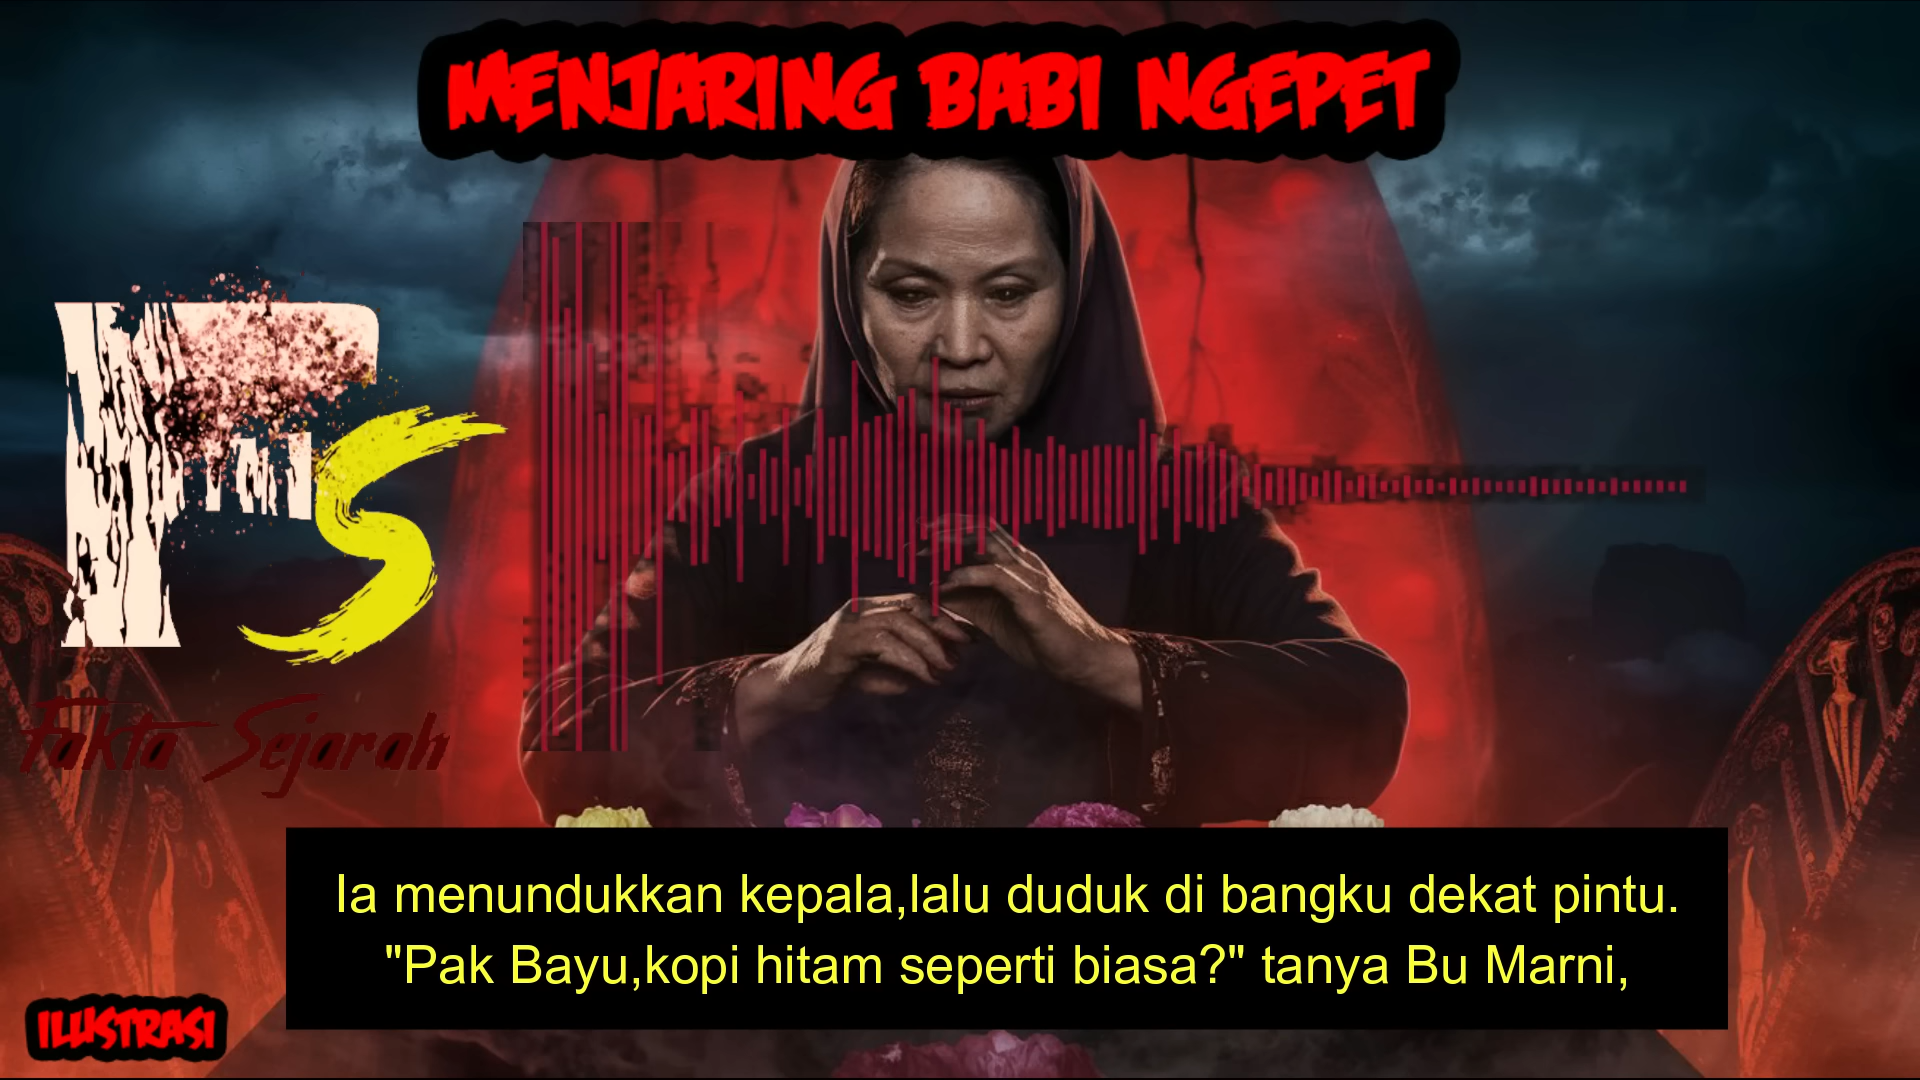 MENJARING BABI NGEPET
FS
Fakta Sejarah
Ia menundukkan kepala,lalu duduk di bangku dekat pintu.
"Pak Bayu,kopi hitam seperti biasa?" tanya Bu Marni,
ILUSTRASI